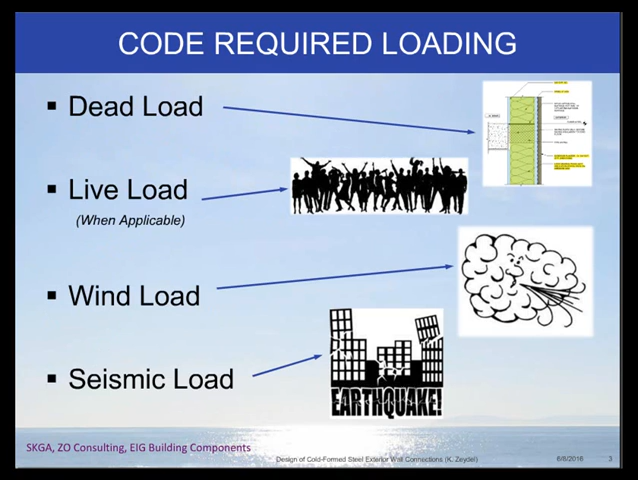 CODE REQUIRED LOADING
▪ Dead Load
▪ Live Load
(When Applicable)
▪ Wind Load
▪ Seismic Load
EARTHQUAKE!
SKGA, ZO Consulting, EIG Building Components
Design of Cold-Formed Steel Exterior Wall Connections (K. Zeydel)
6/8/2016
3